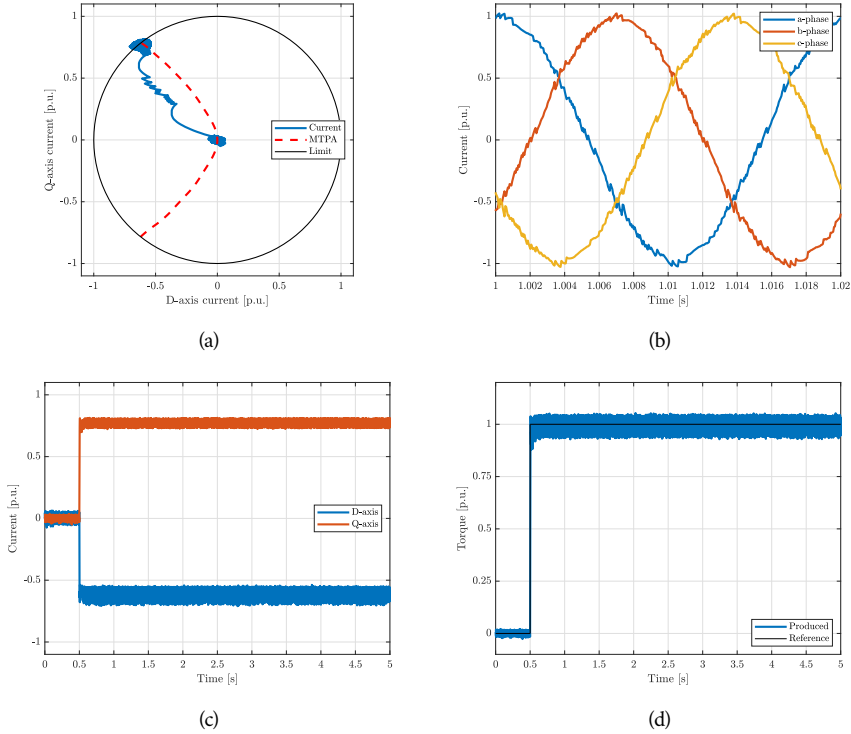 1
0.5
0
-0.5
-1
Q-axis current [p.u.]
Current
MTPA
Limit
-1 -0.5 0 0.5 1
D-axis current [p.u.]
(a)
1
0.5
0
-0.5
-1
Current [p.u.]
a-phase
b-phase
c-phase
1 1.002 1.004 1.006 1.008 1.01 1.012 1.014 1.016 1.018 1.02
Time [s]
(b)
1
0.5
0
-0.5
-1
Current [p.u.]
D-axis
Q-axis
0 0.5 1 1.5 2 2.5 3 3.5 4 4.5 5
Time [s]
(c)
1
0.75
0.5
0.25
0
Torque [p.u.]
Produced
Reference
0 0.5 1 1.5 2 2.5 3 3.5 4 4.5 5
Time [s]
(d)